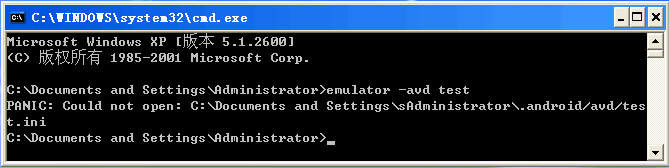 C:\WINDOWS\system32\cmd.exe
Microsoft Windows XP [版本 5.1.2600]
(C) 版权所有 1985-2001 Microsoft Corp.
C:\Documents and Settings\Administrator>emulator -avd test
PANIC: Could not open: C:\Documents and Settings\sAdministrator\.android/avd/tes
t.ini
C:\Documents and Settings\Administrator>_